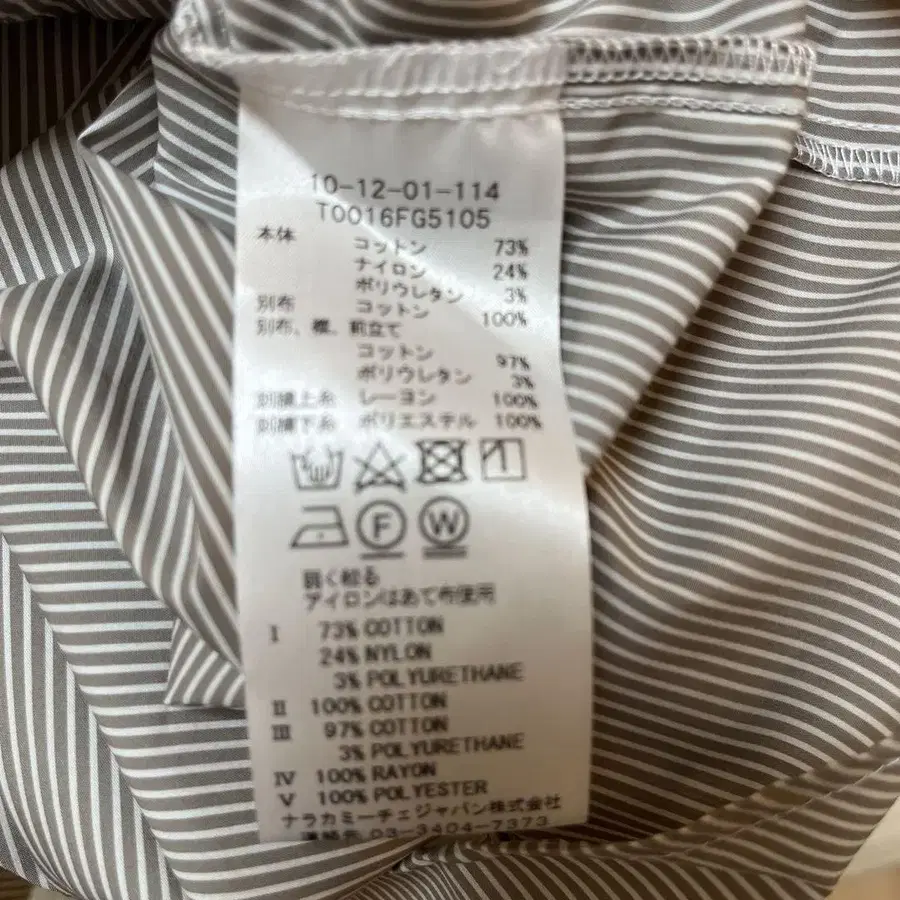 10-12-01-114
T0016FG5105
本体 コットン 73%
ナイロン 24%
ポリウレタン 3%
別布 コットン 100%
別布、襟、前立て
コットン 97%
ポリウレタン 3%
刺繍上糸 レーヨン 100%
刺繍下糸 ポリエステル 100%
F W
弱く絞る
アイロンはあて布使用
Ⅰ 73% COTTON
24% NYLON
3% POLYURETHANE
Ⅱ 100% COTTON
Ⅲ 97% COTTON
3% POLYURETHANE
Ⅳ 100% RAYON
Ⅴ 100% POLYESTER
ナラカミーチェジャパン株式会社
連絡先 03-3404-7373